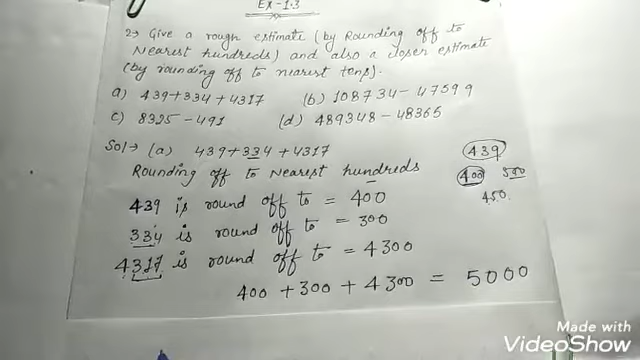 Ex-1.3
2→ Give a rough estimate (by Rounding off to
Nearest hundreds) and also a closer estimate
(by rounding off to nearest tens).
a) 439+334+4317 (b) 108734-47599
c) 8325-491 (d) 489348-48365
Sol→ (a) 439+334+4317
Rounding off to Nearest hundreds
439 is round off to = 400
334 is round off to = 300
4317 is round off to = 4300
400 + 300 + 4300 = 5000
439
400 500
450
Made with
VideoShow